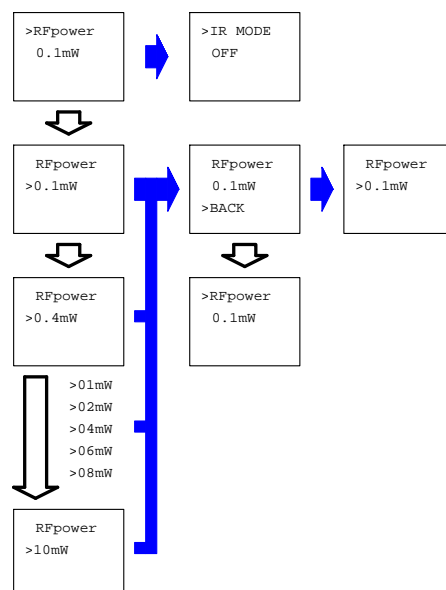 >RFpower
0.1mW
>IR MODE
OFF
RFpower
>0.1mW
RFpower
0.1mW
>BACK
RFpower
>0.1mW
RFpower
>0.4mW
>RFpower
0.1mW
>01mW
>02mW
>04mW
>06mW
>08mW
RFpower
>10mW